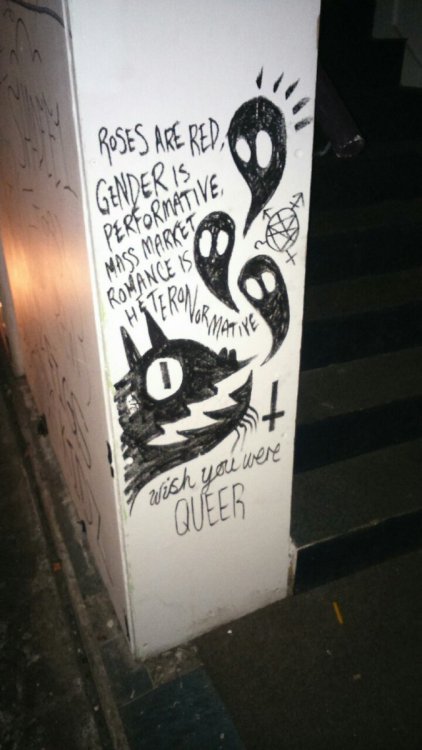 ROSES ARE RED,
GENDER IS
PERFORMATIVE,
MASS MARKET
ROMANCE IS
HETERONORMATIVE
wish you were
QUEER